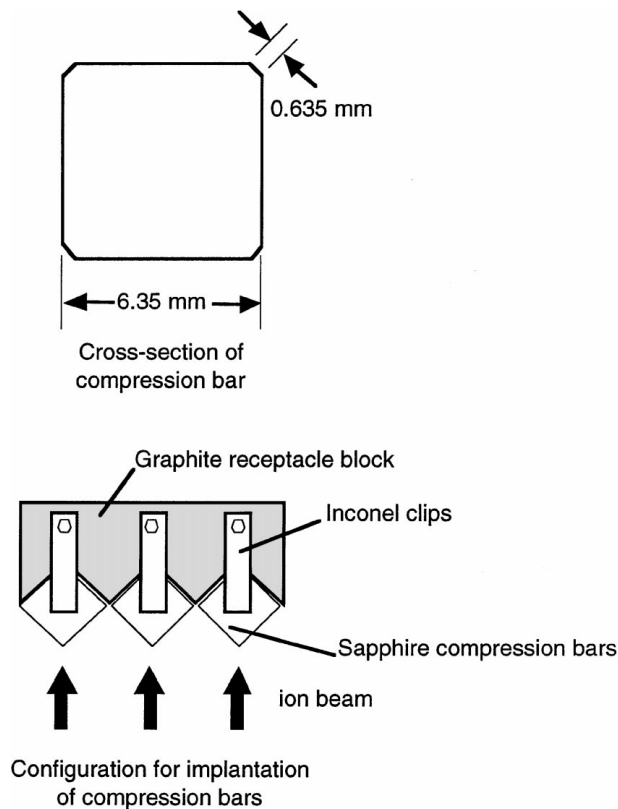 0.635 mm
6.35 mm
Cross-section of
compression bar
Graphite receptacle block
Inconel clips
Sapphire compression bars
ion beam
Configuration for implantation
of compression bars